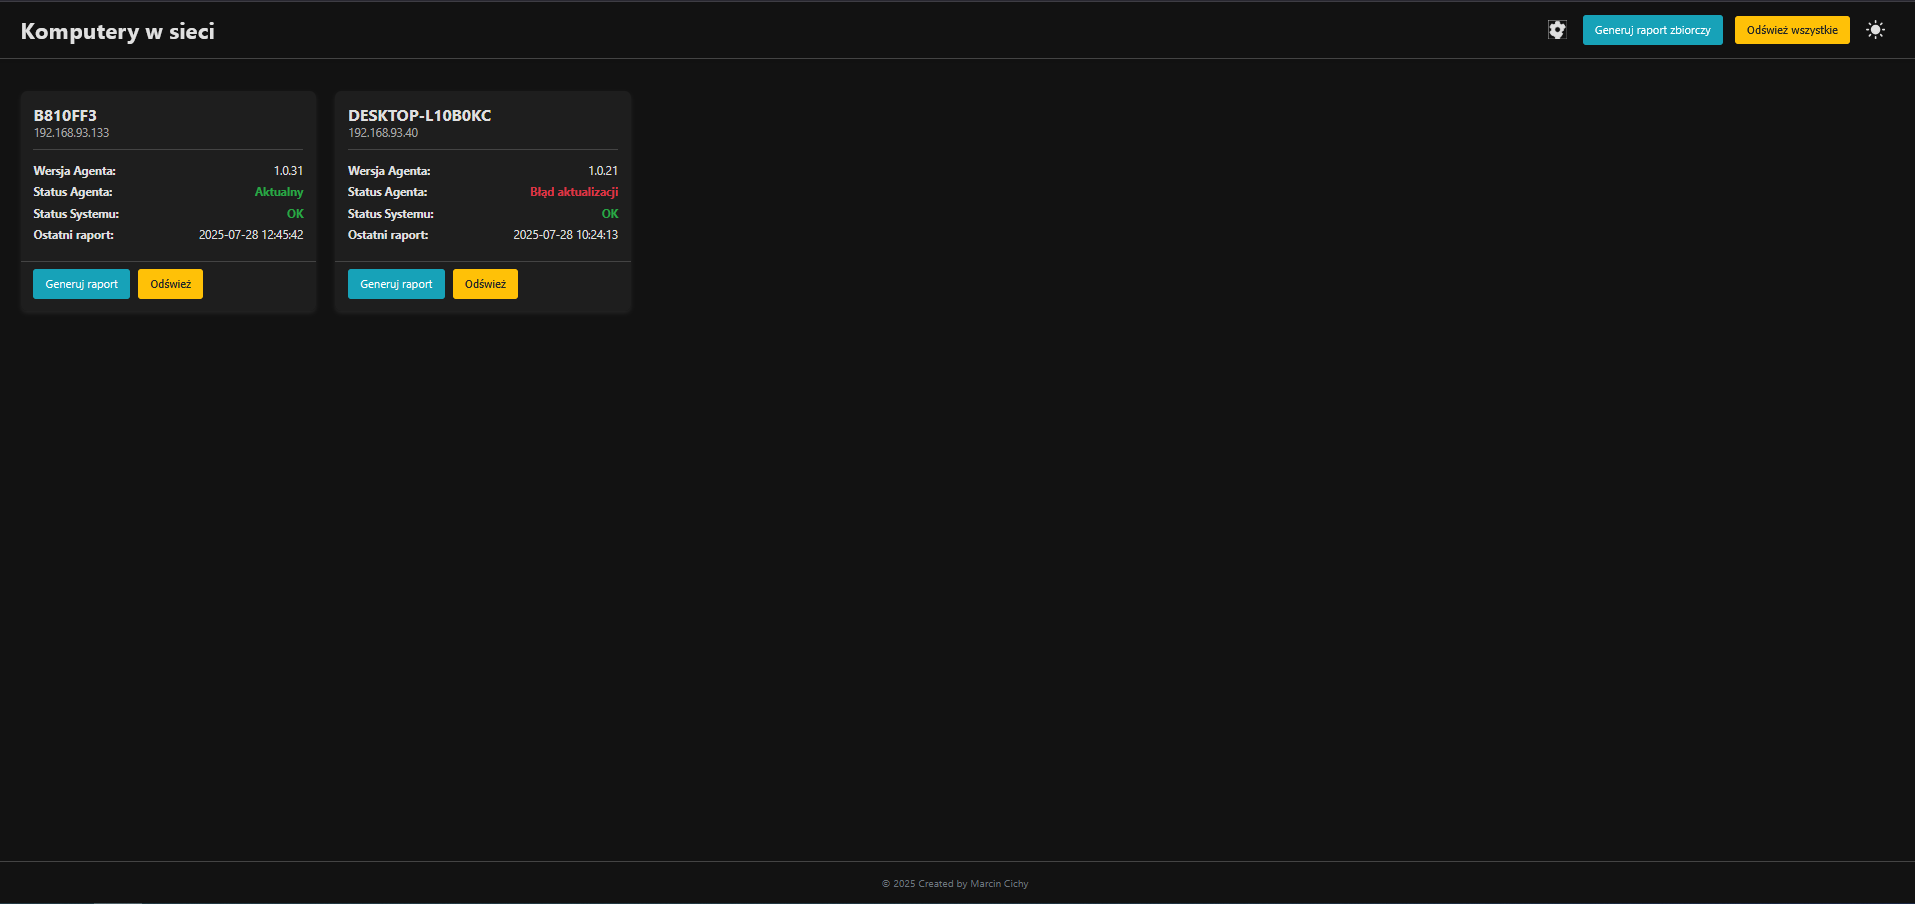 Komputery w sieci
Generuj raport zbiorczy
Odśwież wszystkie
B810FF3
192.168.93.133
Wersja Agenta: 1.0.31
Status Agenta: Aktualny
Status Systemu: OK
Ostatni raport: 2025-07-28 12:45:42
Generuj raport
Odśwież
DESKTOP-L10B0KC
192.168.93.40
Wersja Agenta: 1.0.21
Status Agenta: Błąd aktualizacji
Status Systemu: OK
Ostatni raport: 2025-07-28 10:24:13
Generuj raport
Odśwież
© 2025 Created by Marcin Cichy